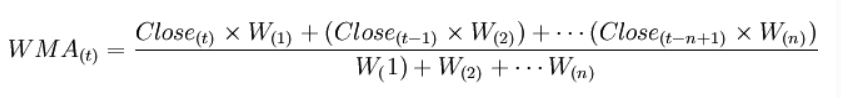 WMA(t) = Close(t) × W(1) + (Close(t−1) × W(2)) + ··· (Close(t−n+1) × W(n))
W(1) + W(2) + ··· W(n)